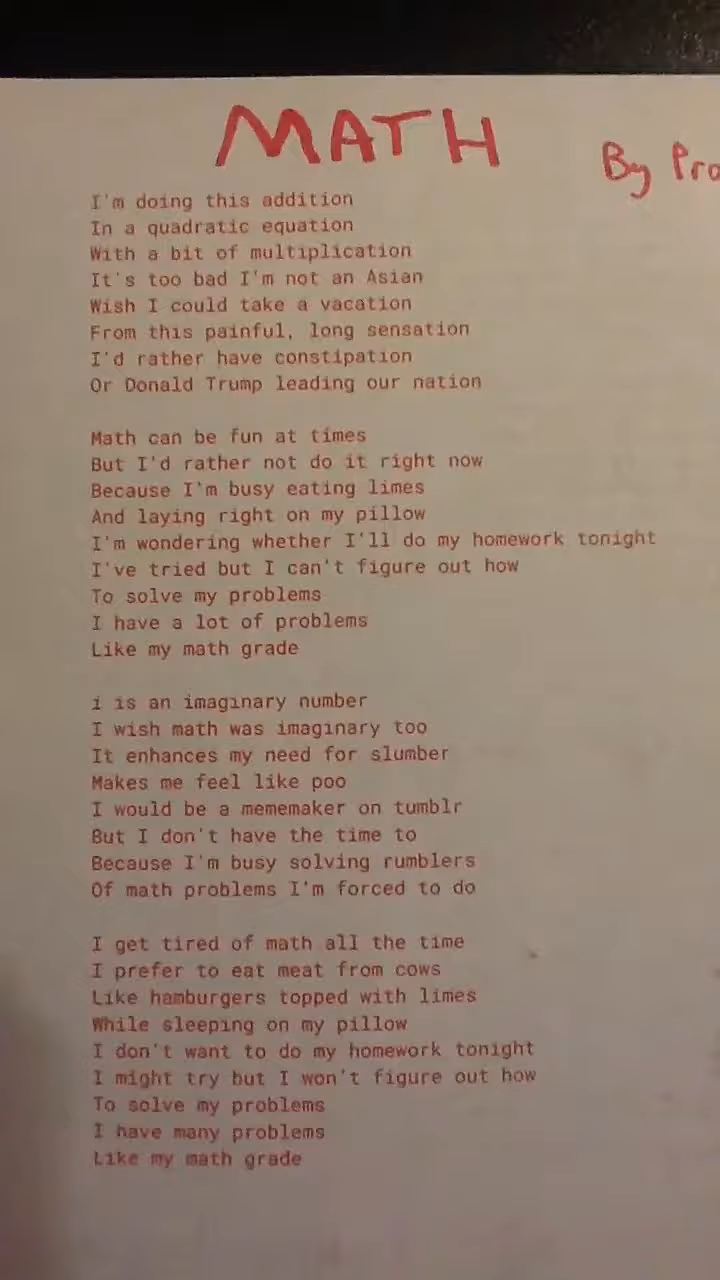 MATH
By
I'm doing this addition
In a quadratic equation
With a bit of multiplication
It's too bad I'm not an Asian
Wish I could take a vacation
From this painful, long sensation
I'd rather have constipation
Or Donald Trump leading our nation
Math can be fun at times
But I'd rather not do it right now
Because I'm busy eating limes
And laying right on my pillow
I'm wondering whether I'll do my homework tonight
I've tried but I can't figure out how
To solve my problems
I have a lot of problems
Like my math grade
i is an imaginary number
I wish math was imaginary too
It enhances my need for slumber
Makes me feel like poo
I would be a mememaker on tumblr
But I don't have the time to
Because I'm busy solving rumblers
Of math problems I'm forced to do
I get tired of math all the time
I prefer to eat meat from cows
Like hamburgers topped with limes
While sleeping on my pillow
I don't want to do my homework tonight
I might try but I won't figure out how
To solve my problems
I have many problems
Like my math grade